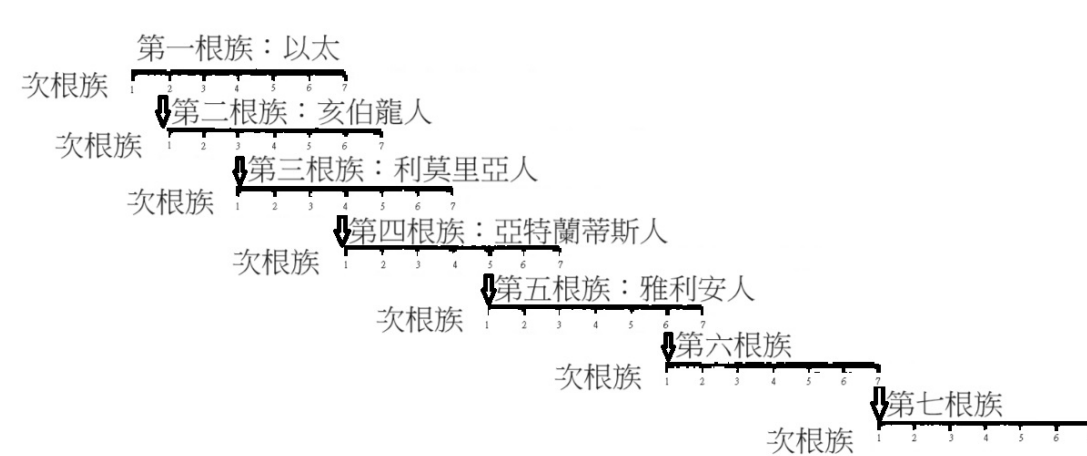 第一根族：以太
次根族
1 2 3 4 5 6 7
第二根族：亥伯龍人
次根族
1 2 3 4 5 6 7
第三根族：利莫里亞人
次根族
1 2 3 4 5 6 7
第四根族：亞特蘭蒂斯人
次根族
1 2 3 4 5 6 7
第五根族：雅利安人
次根族
1 2 3 4 5 6 7
第六根族
次根族
1 2 3 4 5 6 7
第七根族
次根族
1 2 3 4 5 6